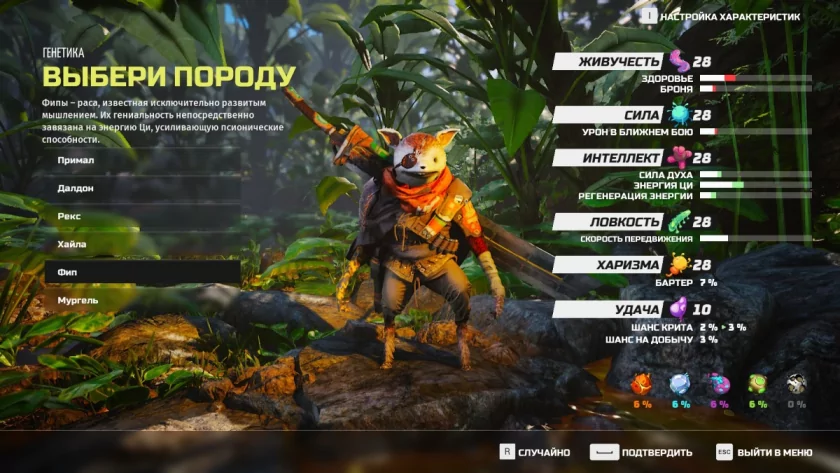 I НАСТРОЙКА ХАРАКТЕРИСТИК
ГЕНЕТИКА
ВЫБЕРИ ПОРОДУ
Фипы – раса, известная исключительно развитым
мышлением. Их гениальность непосредственно
завязана на энергию Ци, усиливающую псионические
способности.
Примал
Далдон
Рекс
Хайла
Фип
Мургель
ЖИВУЧЕСТЬ 28
ЗДОРОВЬЕ
БРОНЯ
СИЛА 28
УРОН В БЛИЖНЕМ БОЮ
ИНТЕЛЛЕКТ 28
СИЛА ДУХА
ЭНЕРГИЯ ЦИ
РЕГЕНЕРАЦИЯ ЭНЕРГИИ
ЛОВКОСТЬ 28
СКОРОСТЬ ПЕРЕДВИЖЕНИЯ
ХАРИЗМА 28
БАРТЕР 7 %
УДАЧА 10
ШАНС КРИТА 2 % 3 %
ШАНС НА ДОБЫЧУ 3 %
6 % 6 % 6 % 6 % 0 %
R СЛУЧАЙНО ПОДТВЕРДИТЬ ESC ВЫЙТИ В МЕНЮ